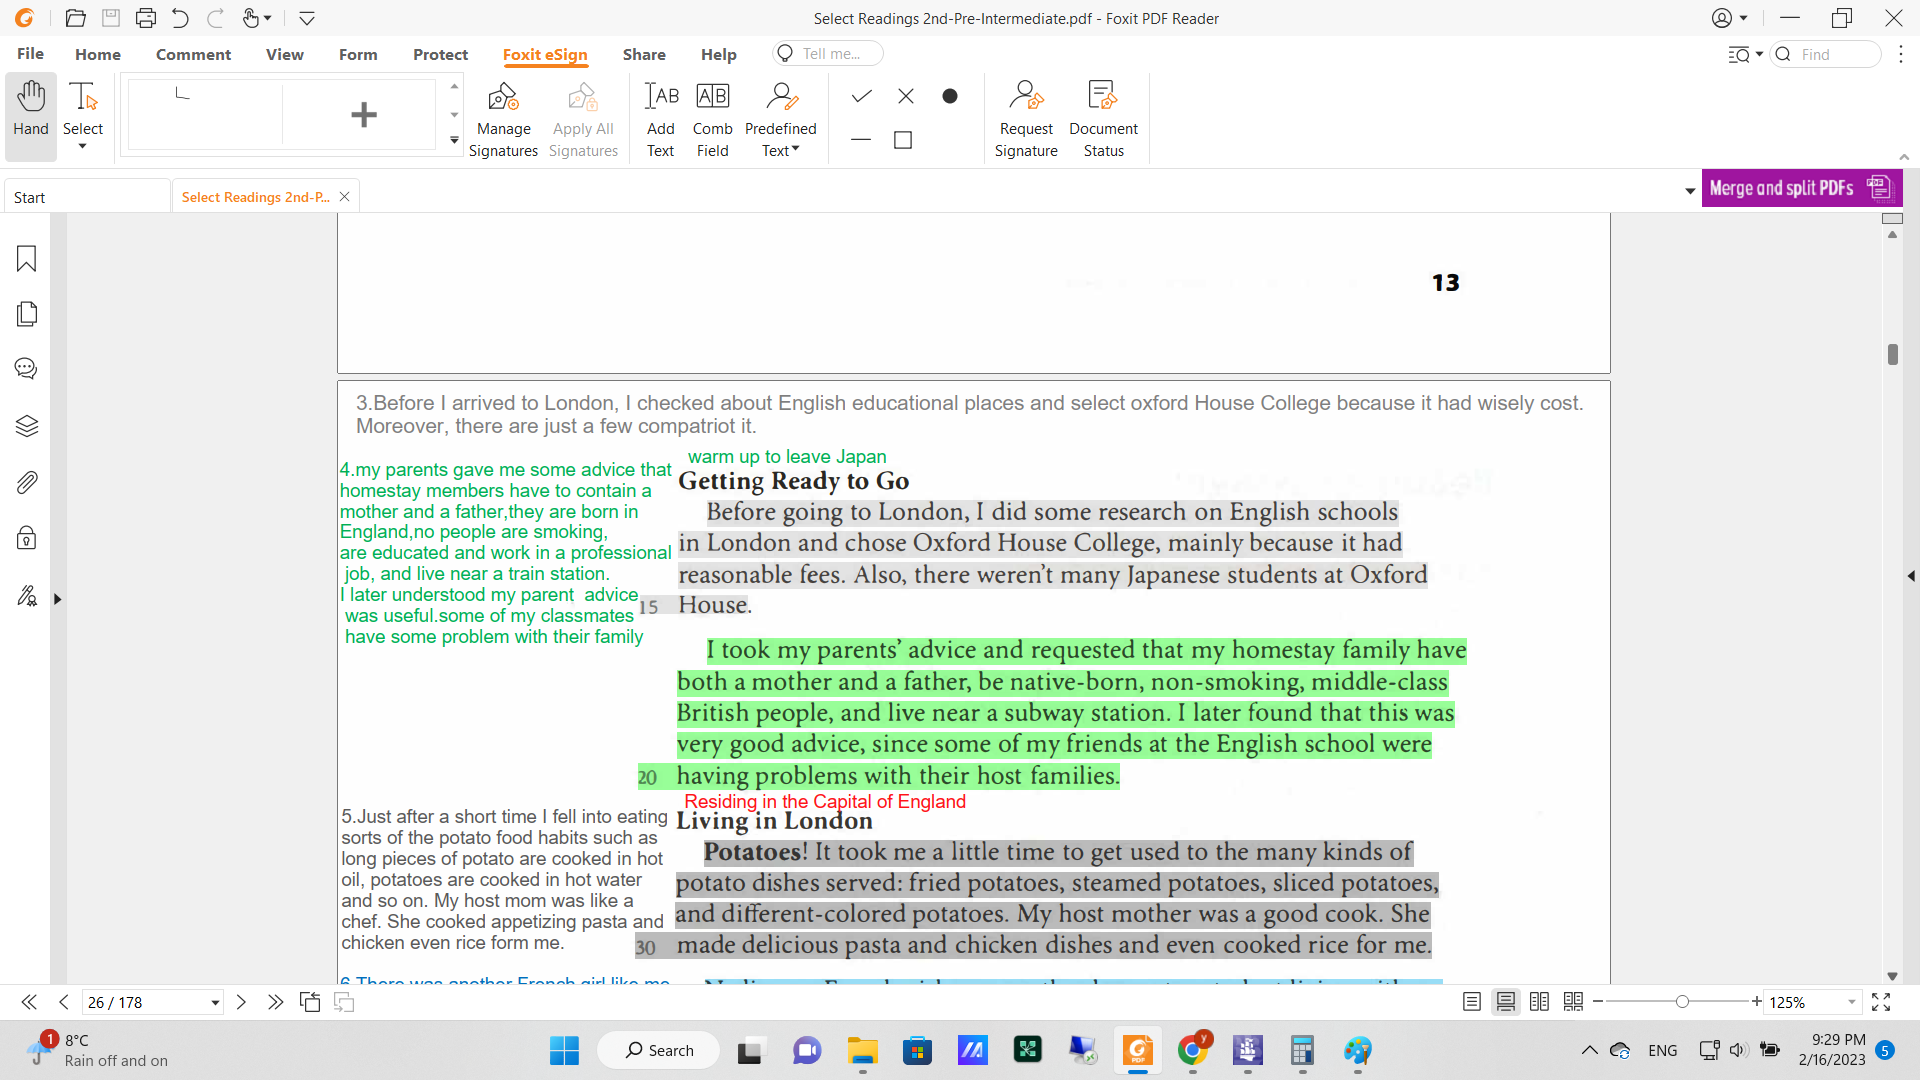 Select Readings 2nd-Pre-Intermediate.pdf - Foxit PDF Reader
File Home Comment View Form Protect Foxit eSign Share Help Tell me... Find
Hand Select Manage Signatures Apply All Signatures Add Text Comb Field Predefined Text Request Signature Document Status
Start Select Readings 2nd-P... Merge and split PDFs
13
3.Before I arrived to London, I checked about English educational places and select oxford House College because it had wisely cost.
Moreover, there are just a few compatriot it.
4.my parents gave me some advice that
homestay members have to contain a
mother and a father,they are born in
England,no people are smoking,
are educated and work in a professional
job, and live near a train station.
I later understood my parent advice
was useful.some of my classmates
have some problem with their family
warm up to leave Japan
Getting Ready to Go
Before going to London, I did some research on English schools
in London and chose Oxford House College, mainly because it had
reasonable fees. Also, there weren't many Japanese students at Oxford
15 House.
I took my parents' advice and requested that my homestay family have
both a mother and a father, be native-born, non-smoking, middle-class
British people, and live near a subway station. I later found that this was
very good advice, since some of my friends at the English school were
20 having problems with their host families.
5.Just after a short time I fell into eating
sorts of the potato food habits such as
long pieces of potato are cooked in hot
oil, potatoes are cooked in hot water
and so on. My host mom was like a
chef. She cooked appetizing pasta and
chicken even rice form me.
Residing in the Capital of England
Living in London
Potatoes! It took me a little time to get used to the many kinds of
potato dishes served: fried potatoes, steamed potatoes, sliced potatoes,
and different-colored potatoes. My host mother was a good cook. She
30 made delicious pasta and chicken dishes and even cooked rice for me.
6.There was another French girl like me
26 / 178 125%
1 8°C
Rain off and on
Search
ENG
9:29 PM
2/16/2023
5